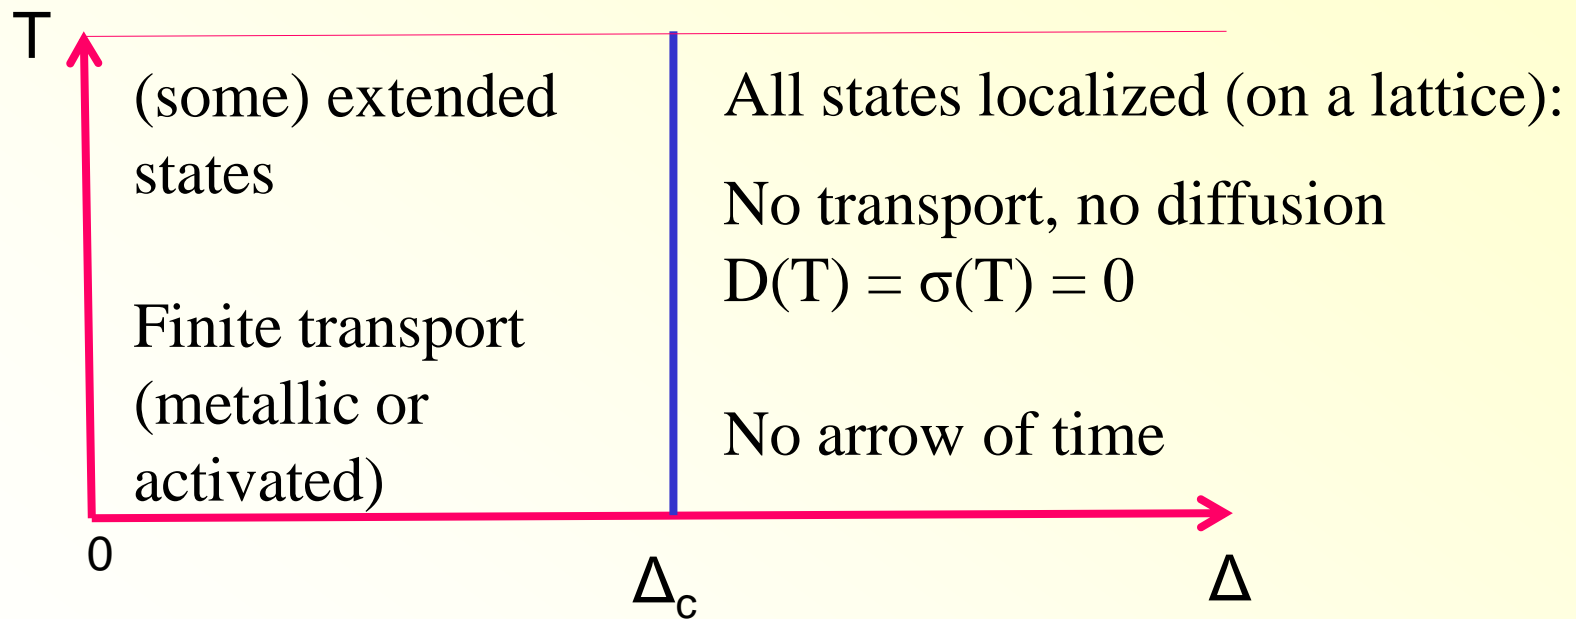 T
(some) extended
states
Finite transport
(metallic or
activated)
All states localized (on a lattice):
No transport, no diffusion
D(T) = σ(T) = 0
No arrow of time
0
Δc
Δ